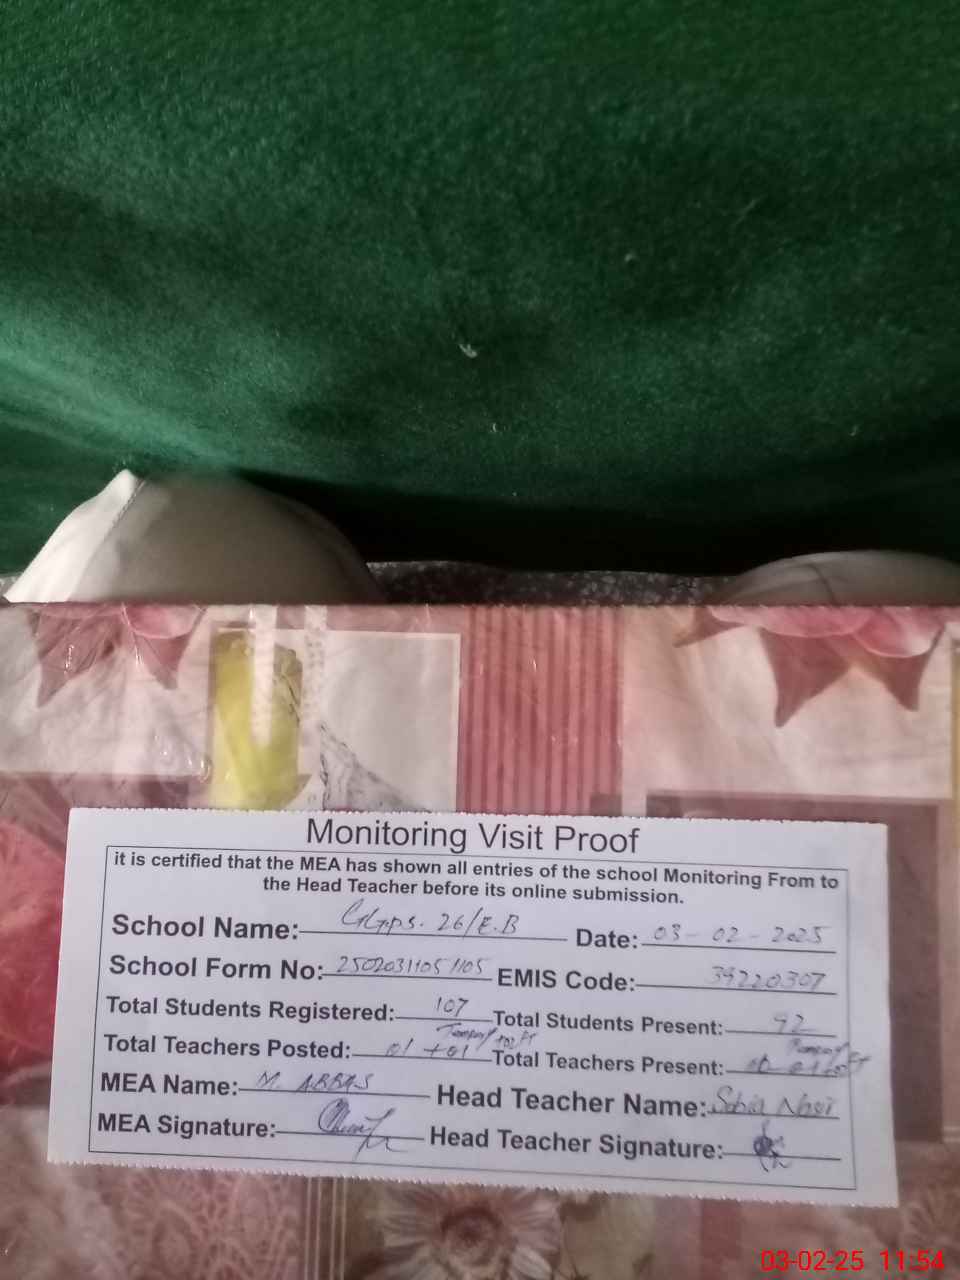 Monitoring Visit Proof
it is certified that the MEA has shown all entries of the school Monitoring From to
the Head Teacher before its online submission.
School Name: GGPS. 26/E.B Date: 03-02-2025
School Form No: 25020311051105 EMIS Code: 39220307
Total Students Registered: 107 Total Students Present: 92
Total Teachers Posted: 01 +01 Total Teachers Present:
MEA Name: M. ABBAS Head Teacher Name:
MEA Signature: Head Teacher Signature:
03-02-25 11:54